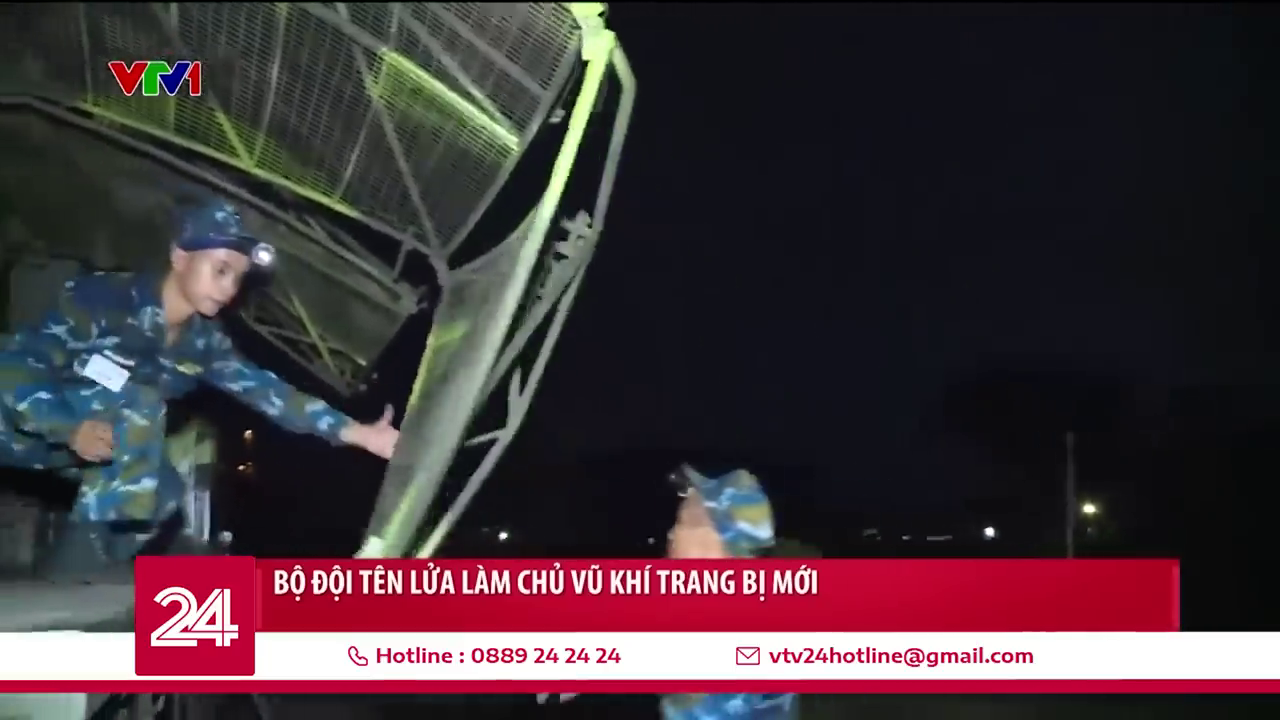 VTV1
BỘ ĐỘI TÊN LỬA LÀM CHỦ VŨ KHÍ TRANG BỊ MỚI
24
Hotline : 0889 24 24 24
vtv24hotline@gmail.com